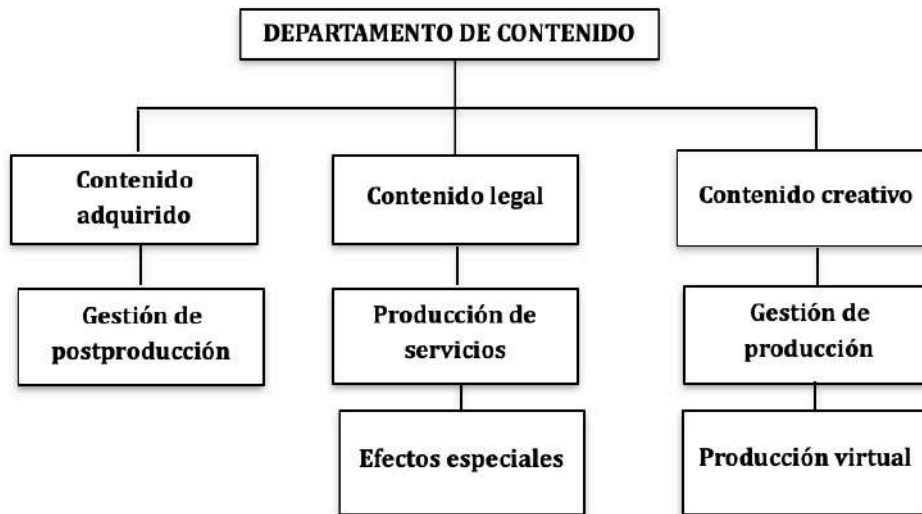 DEPARTAMENTO DE CONTENIDO
Contenido
adquirido
Contenido legal
Contenido creativo
Gestión de
postproducción
Producción de
servicios
Gestión de
producción
Efectos especiales
Producción virtual